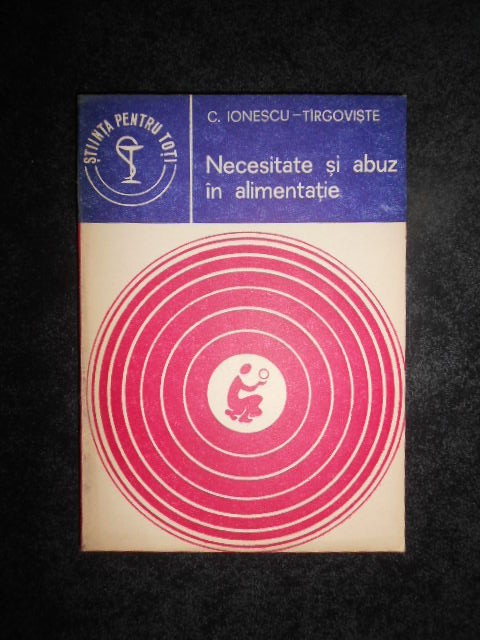 ȘTIINȚA PENTRU TOȚI
C. IONESCU-TÎRGOVIȘTE
Necesitate și abuz
în alimentație